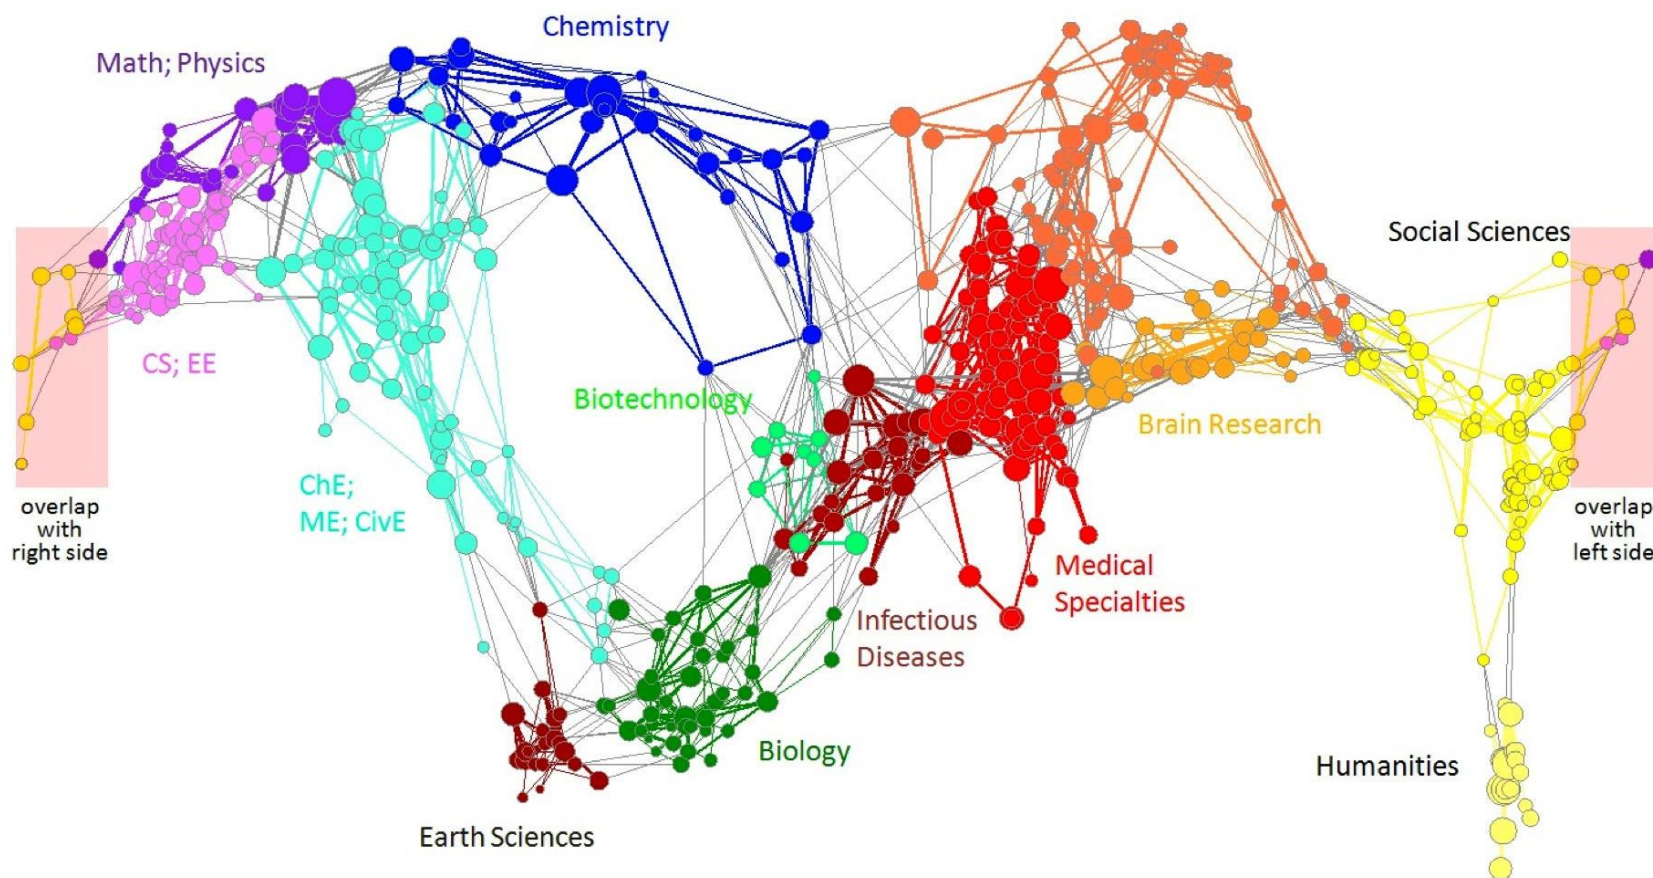 Chemistry
Math; Physics
Social Sciences
CS; EE
Biotechnology
Brain Research
ChE;
ME; CivE
overlap
with
right side
overlap
with
left side
Medical
Specialties
Infectious
Diseases
Biology
Humanities
Earth Sciences